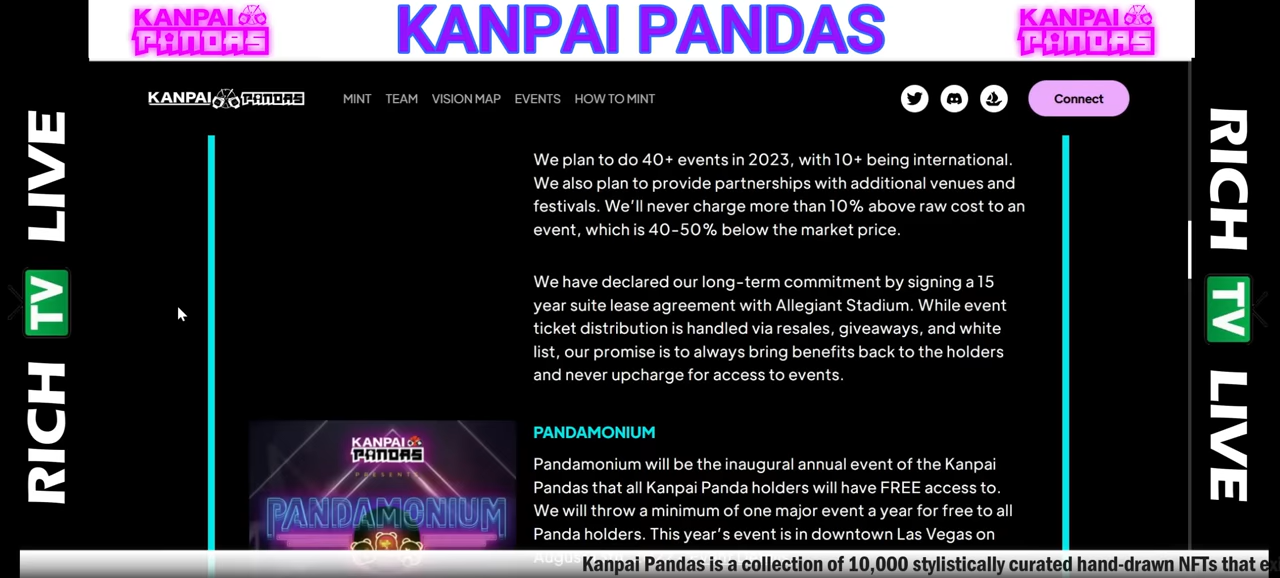 KANPAI PANDAS
KANPAI PANDAS
KANPAI PANDAS
KANPAI PANDAS
MINT TEAM VISION MAP EVENTS HOW TO MINT
Connect
RICH TV LIVE
RICH TV LIVE
We plan to do 40+ events in 2023, with 10+ being international.
We also plan to provide partnerships with additional venues and
festivals. We'll never charge more than 10% above raw cost to an
event, which is 40-50% below the market price.
We have declared our long-term commitment by signing a 15
year suite lease agreement with Allegiant Stadium. While event
ticket distribution is handled via resales, giveaways, and white
list, our promise is to always bring benefits back to the holders
and never upcharge for access to events.
KANPAI
PANDAS
PRESENTS
PANDAMONIUM
PANDAMONIUM
Pandamonium will be the inaugural annual event of the Kanpai
Pandas that all Kanpai Panda holders will have FREE access to.
We will throw a minimum of one major event a year for free to all
Panda holders. This year's event is in downtown Las Vegas on
Kanpai Pandas is a collection of 10,000 stylistically curated hand-drawn NFTs that